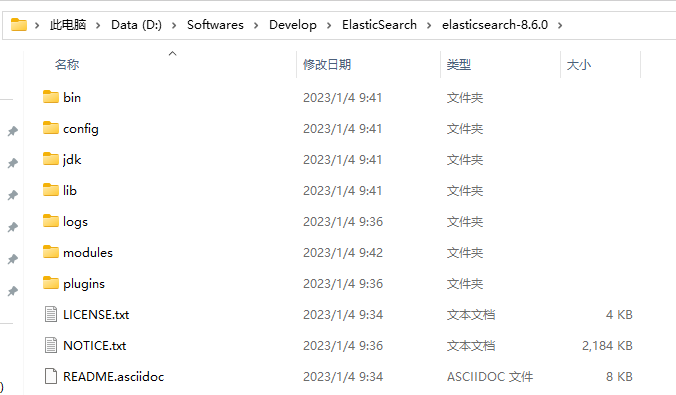 此电脑 > Data (D:) > Softwares > Develop > ElasticSearch > elasticsearch-8.6.0 >
名称 修改日期 类型 大小
bin 2023/1/4 9:41 文件夹
config 2023/1/4 9:41 文件夹
jdk 2023/1/4 9:41 文件夹
lib 2023/1/4 9:41 文件夹
logs 2023/1/4 9:36 文件夹
modules 2023/1/4 9:42 文件夹
plugins 2023/1/4 9:36 文件夹
LICENSE.txt 2023/1/4 9:34 文本文档 4 KB
NOTICE.txt 2023/1/4 9:36 文本文档 2,184 KB
README.asciidoc 2023/1/4 9:34 ASCIIDOC 文件 8 KB
)